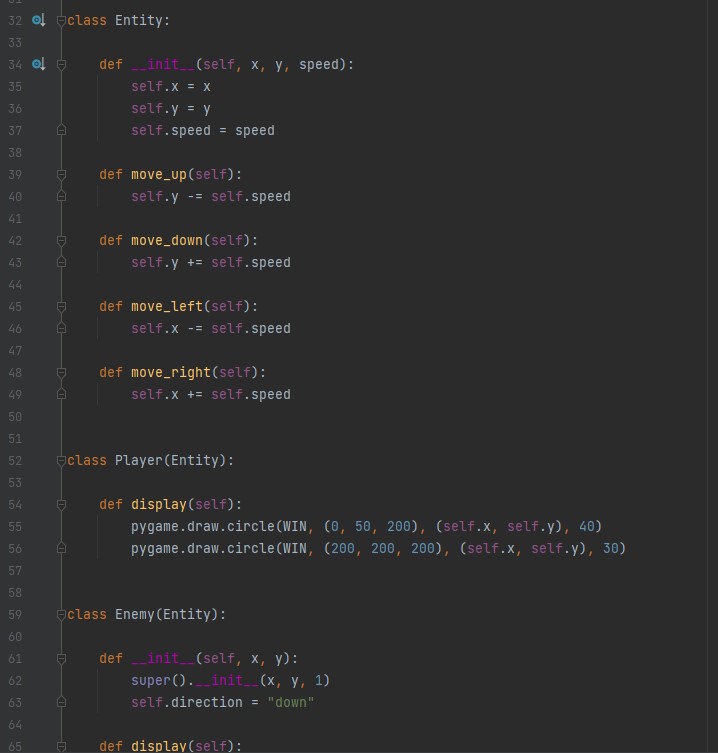 32 class Entity:
33
34 def __init__(self, x, y, speed):
35 self.x = x
36 self.y = y
37 self.speed = speed
38
39 def move_up(self):
40 self.y -= self.speed
41
42 def move_down(self):
43 self.y += self.speed
44
45 def move_left(self):
46 self.x -= self.speed
47
48 def move_right(self):
49 self.x += self.speed
50
51
52 class Player(Entity):
53
54 def display(self):
55 pygame.draw.circle(WIN, (0, 50, 200), (self.x, self.y), 40)
56 pygame.draw.circle(WIN, (200, 200, 200), (self.x, self.y), 30)
57
58
59 class Enemy(Entity):
60
61 def __init__(self, x, y):
62 super().__init__(x, y, 1)
63 self.direction = "down"
64
65 def display(self):